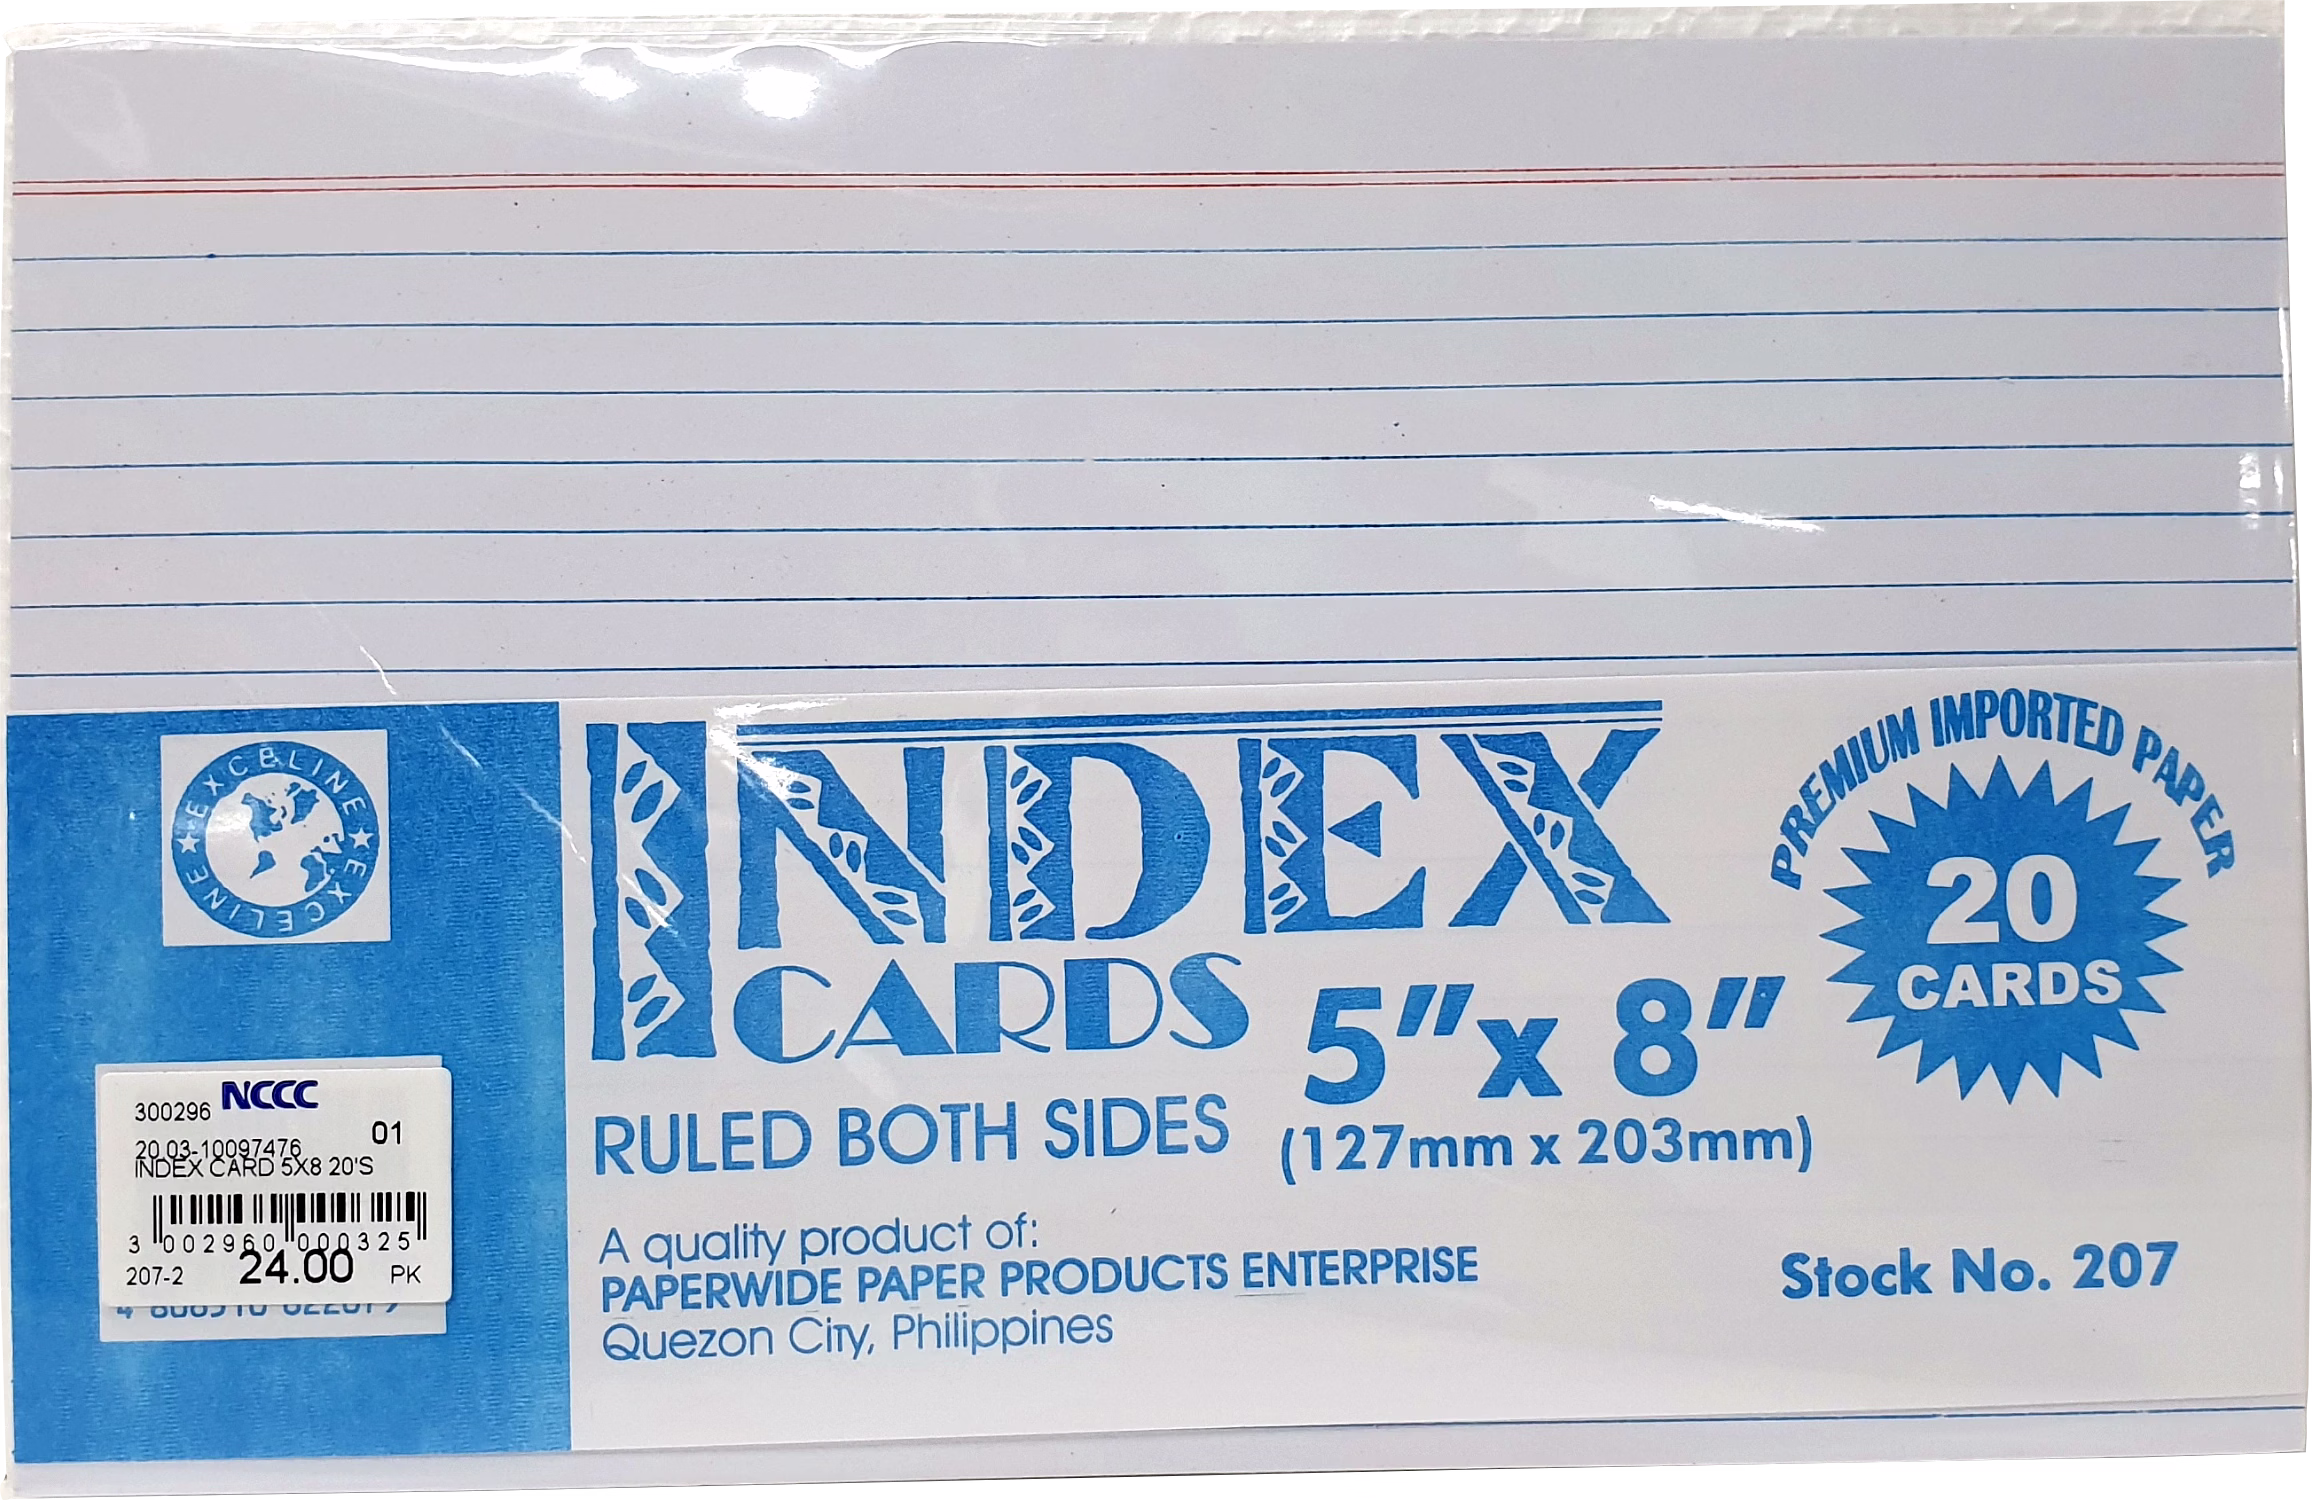 EXCELINE ★ EXCELINE ★
INDEX
CARDS
5" x 8"
RULED BOTH SIDES
(127mm x 203mm)
A quality product of:
PAPERWIDE PAPER PRODUCTS ENTERPRISE
Quezon City, Philippines
PREMIUM IMPORTED PAPER
20
CARDS
Stock No. 207
300296 NCCC
20.03-10097476 01
INDEX CARD 5X8 20'S
3 002960 000325
207-2 24.00 PK